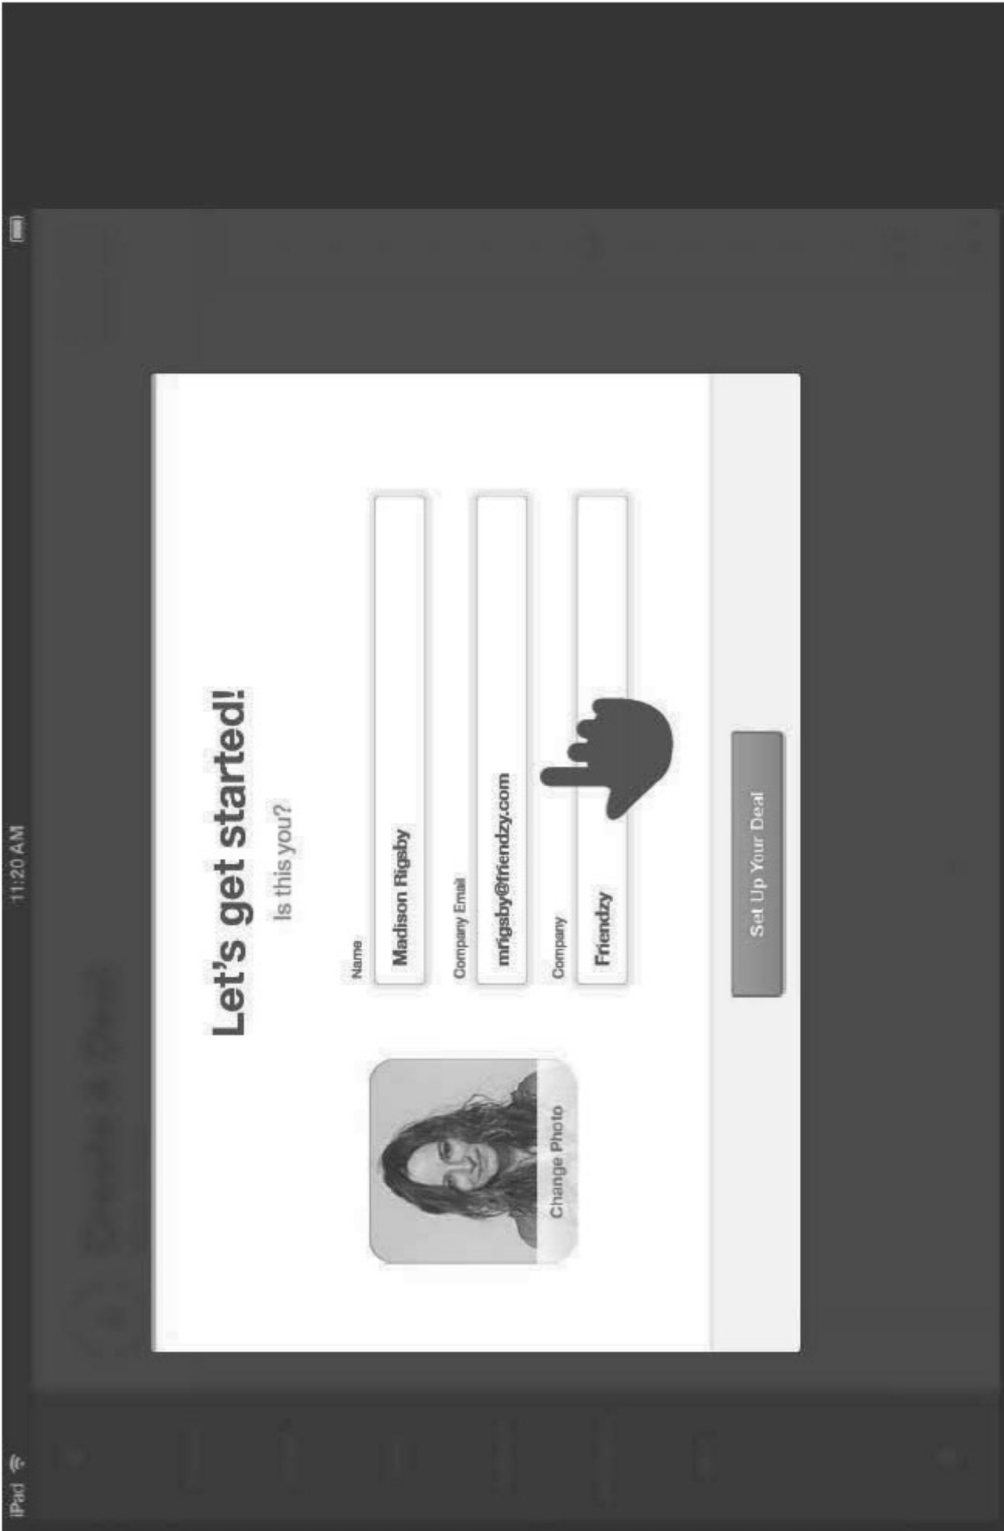 iPad
11:20 AM
Let's get started!
Is this you?
Name
Madison Rigsby
Company Email
mrigsby@friendzy.com
Company
Friendzy
Change Photo
Set Up Your Deal